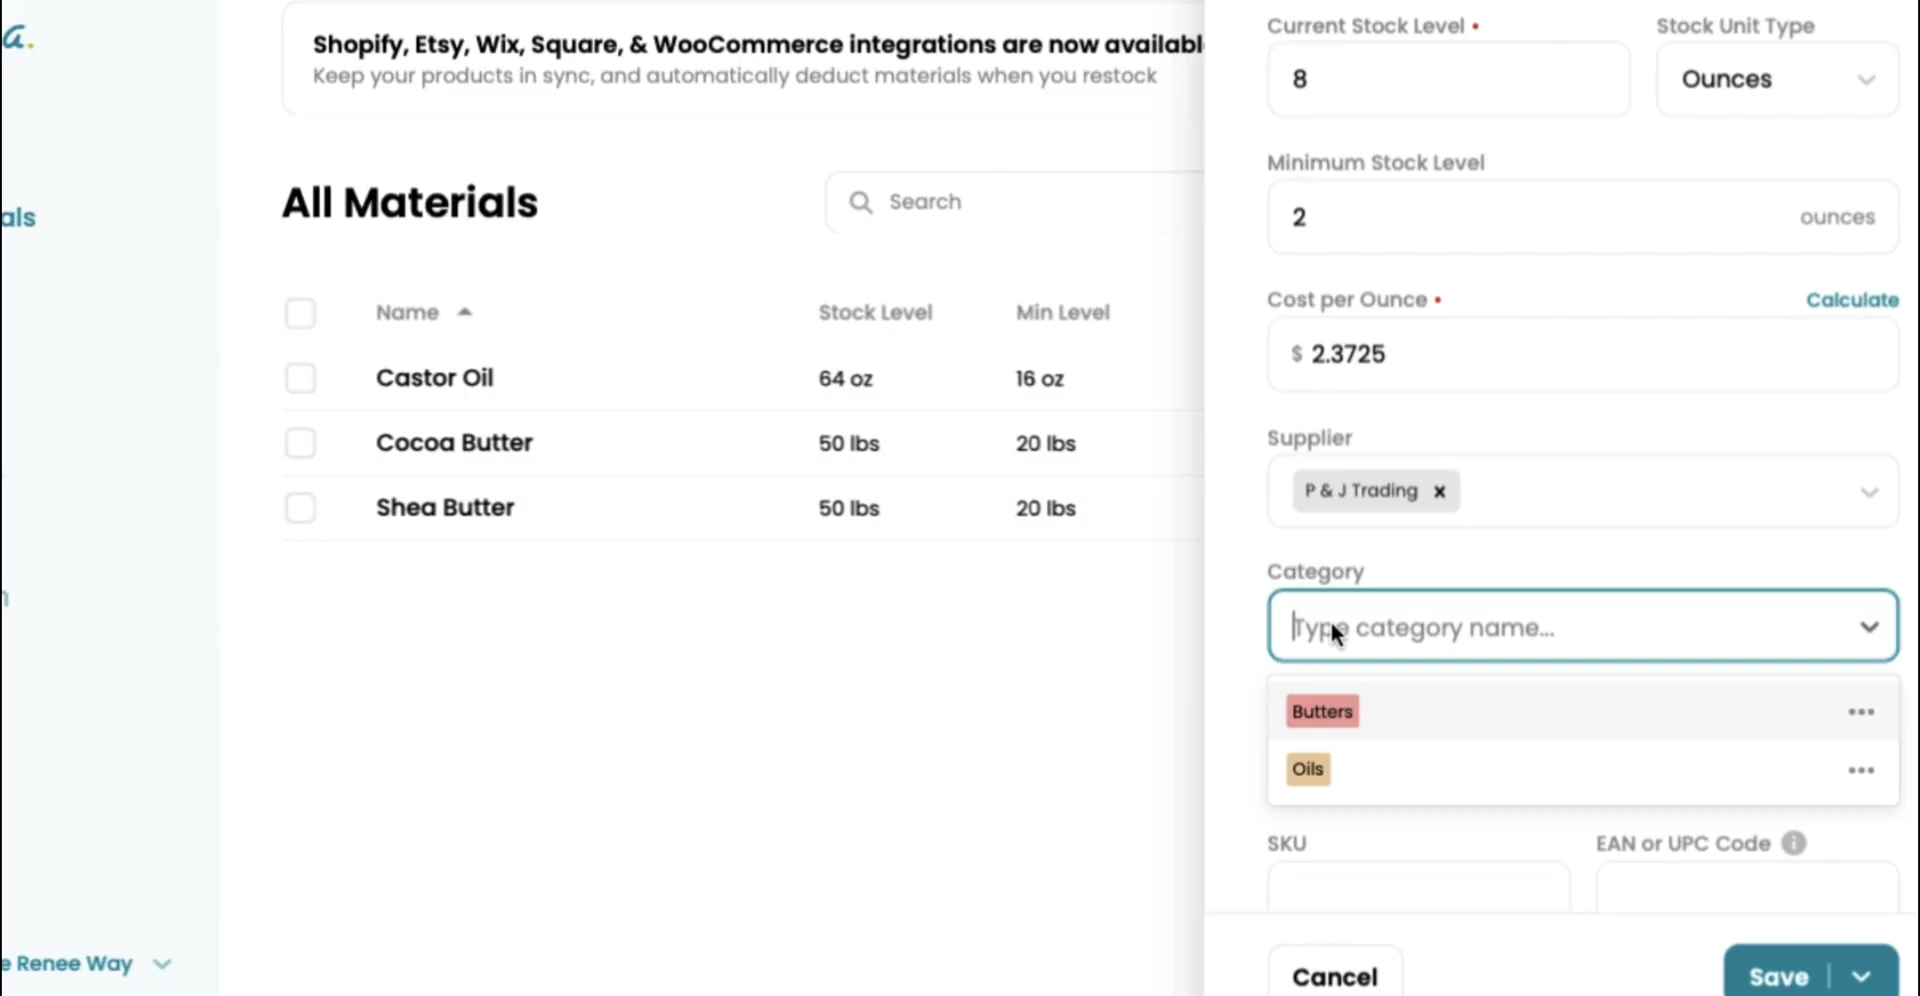 a.
Shopify, Etsy, Wix, Square, & WooCommerce integrations are now availabl
Keep your products in sync, and automatically deduct materials when you restock
als
All Materials
Search
Name Stock Level Min Level
Castor Oil 64 oz 16 oz
Cocoa Butter 50 lbs 20 lbs
Shea Butter 50 lbs 20 lbs
e Renee Way
Current Stock Level • Stock Unit Type
8 Ounces
Minimum Stock Level
2 ounces
Cost per Ounce • Calculate
$ 2.3725
Supplier
P & J Trading x
Category
Type category name...
Butters
Oils
SKU EAN or UPC Code i
Cancel Save